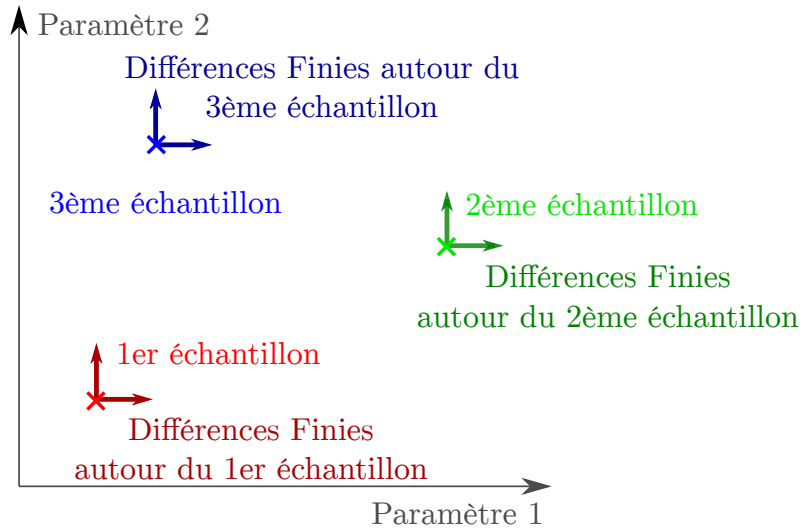 Paramètre 2
Différences Finies autour du
3ème échantillon
3ème échantillon
2ème échantillon
Différences Finies
autour du 2ème échantillon
1er échantillon
Différences Finies
autour du 1er échantillon
Paramètre 1